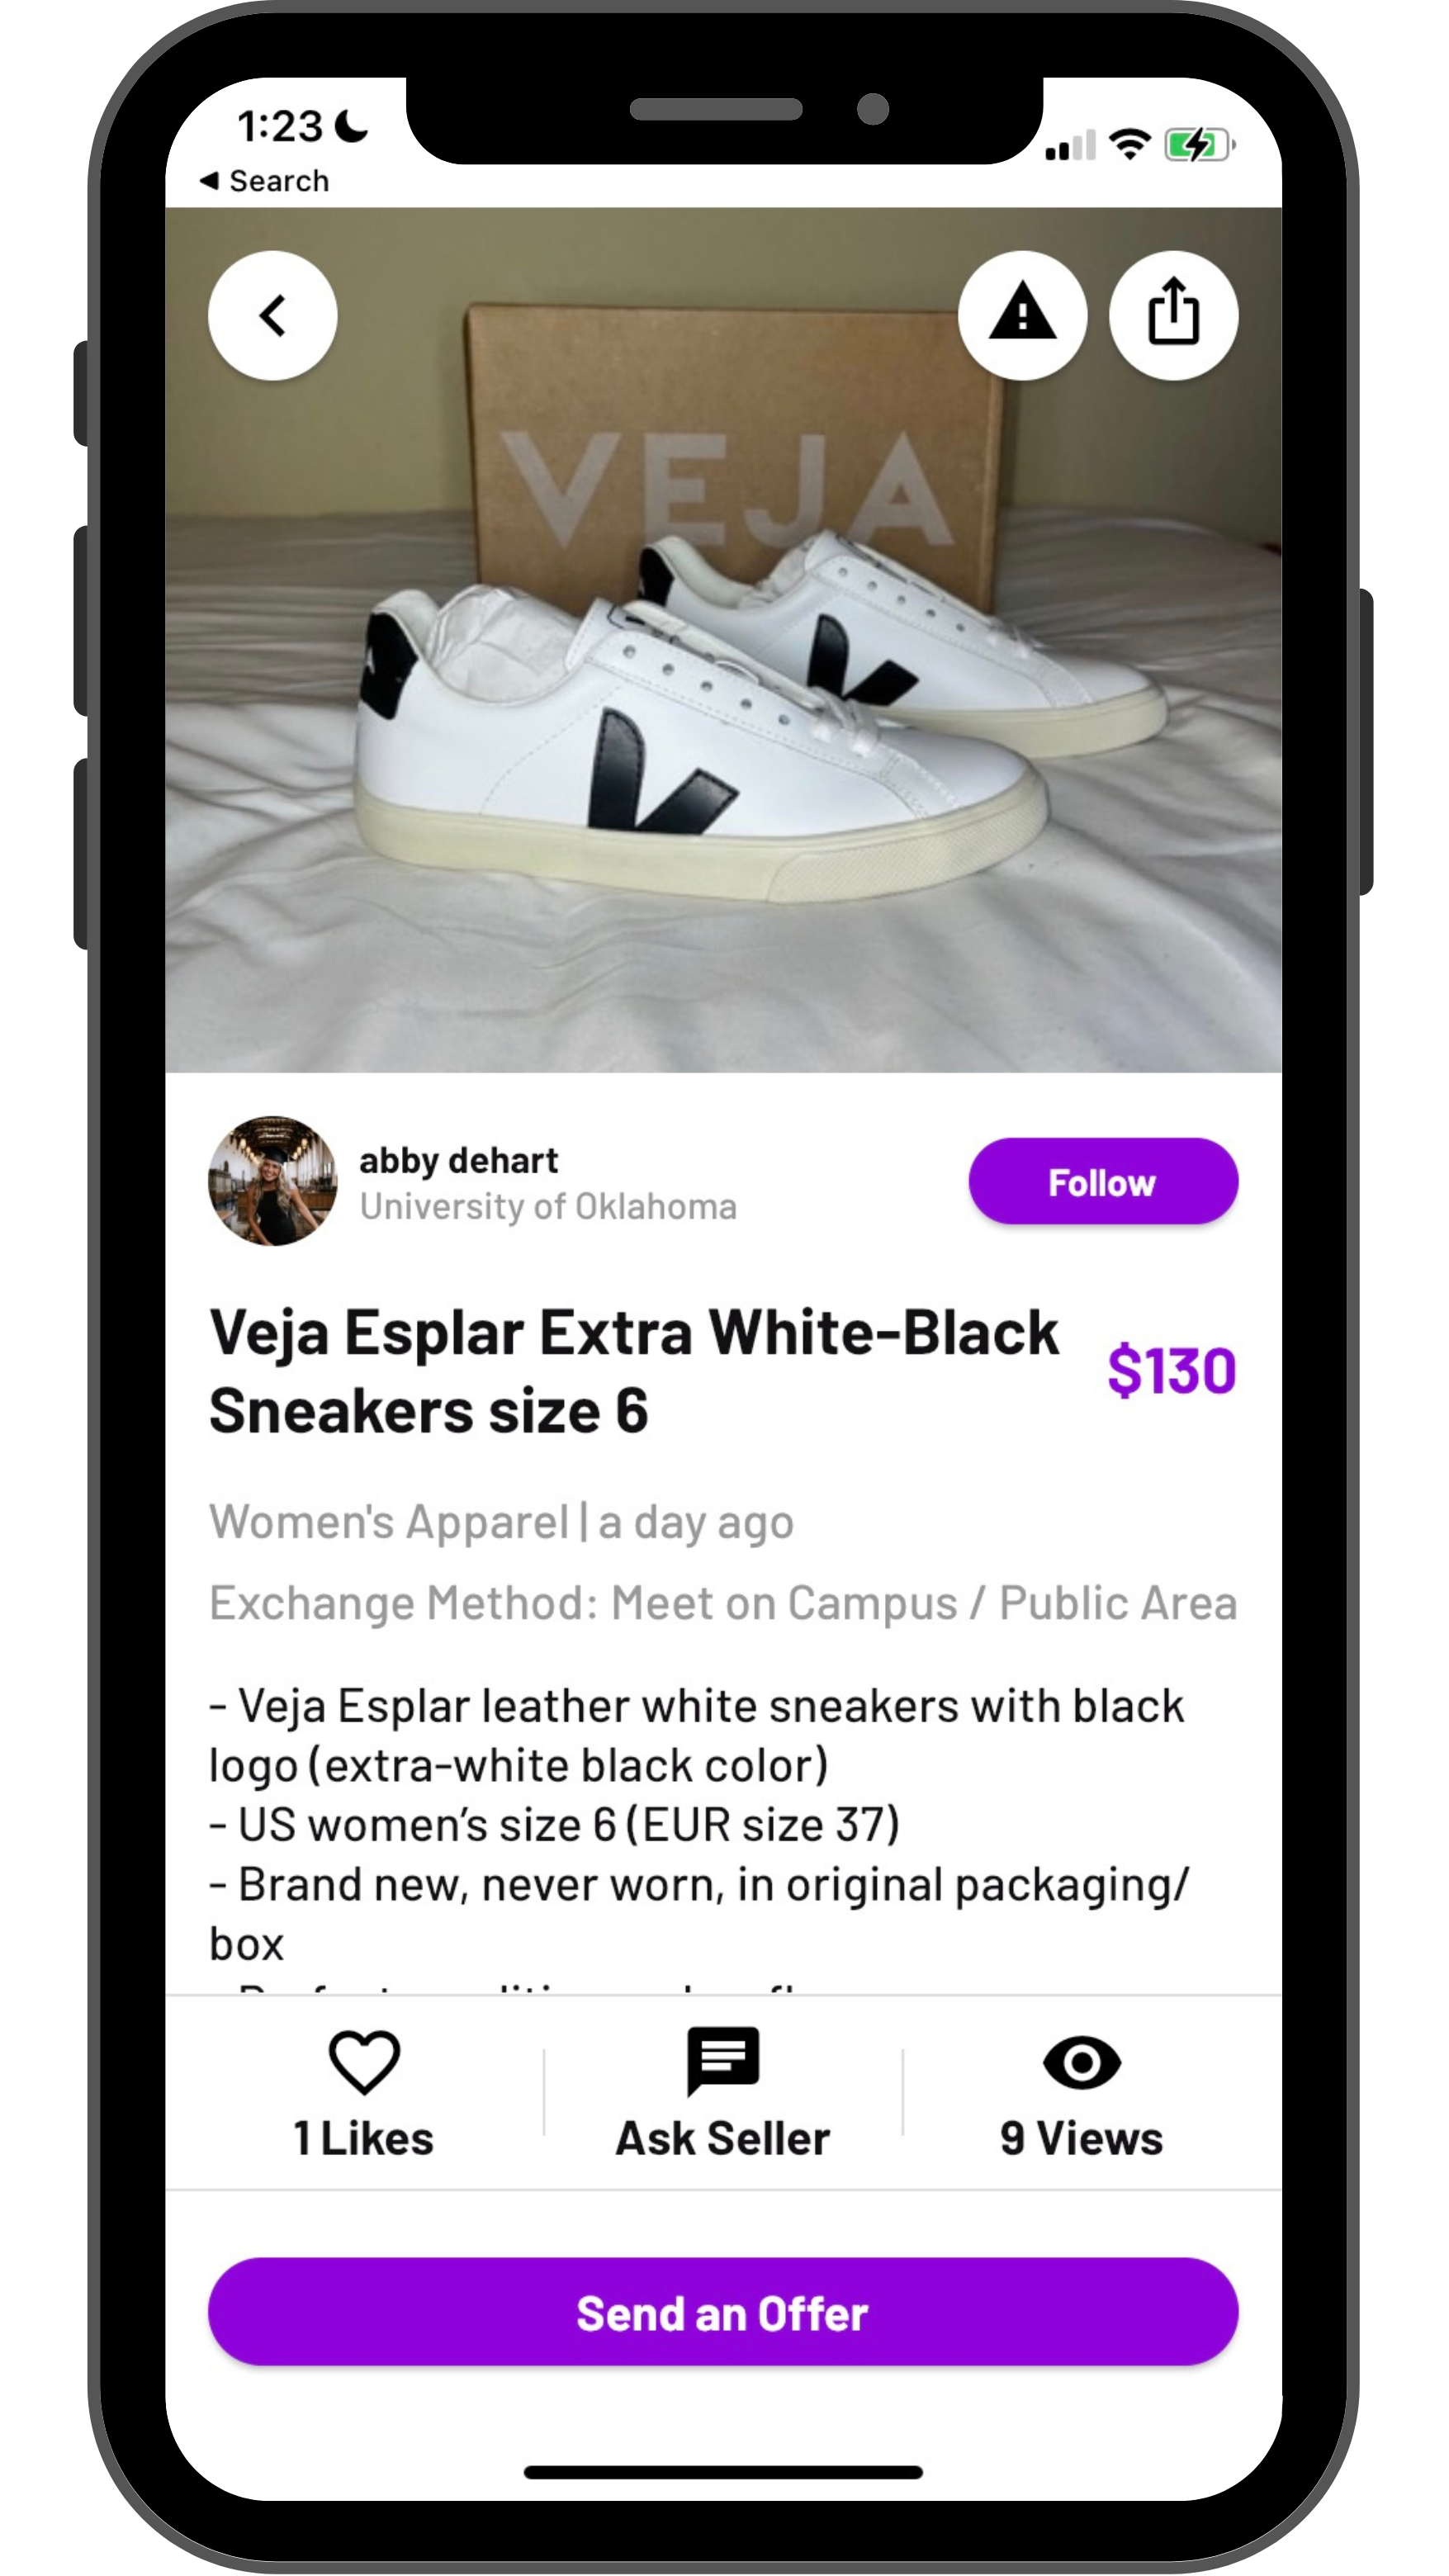 1:23
Search
VEJA
abby dehart
University of Oklahoma
Follow
Veja Esplar Extra White-Black
Sneakers size 6
$130
Women's Apparel | a day ago
Exchange Method: Meet on Campus / Public Area
- Veja Esplar leather white sneakers with black
logo (extra-white black color)
- US women’s size 6 (EUR size 37)
- Brand new, never worn, in original packaging/
box
1 Likes
Ask Seller
9 Views
Send an Offer